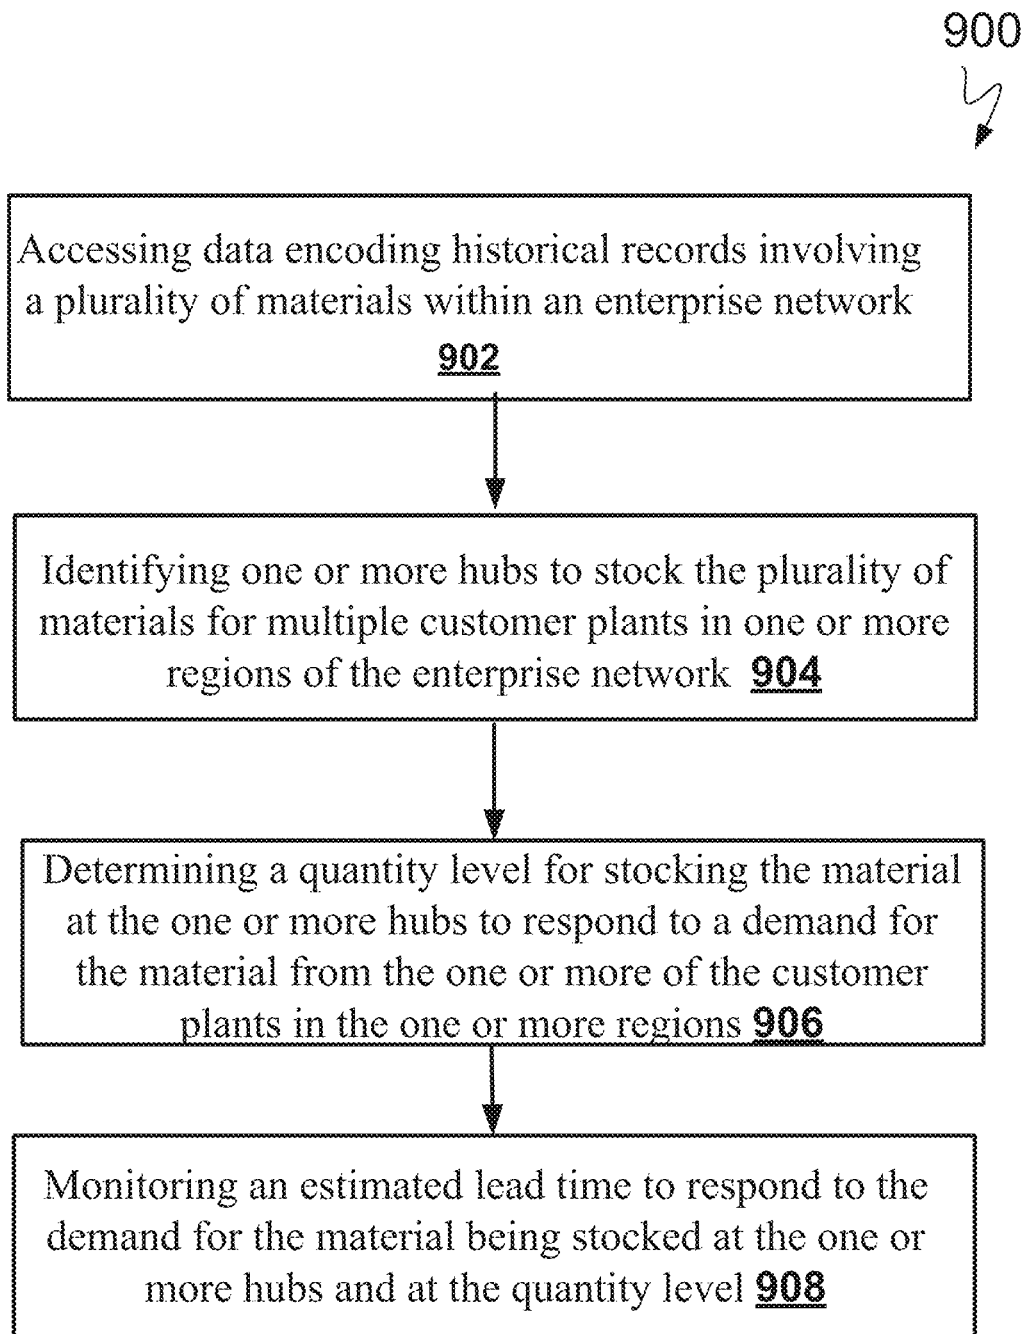 900
Accessing data encoding historical records involving
a plurality of materials within an enterprise network
902
Identifying one or more hubs to stock the plurality of
materials for multiple customer plants in one or more
regions of the enterprise network 904
Determining a quantity level for stocking the material
at the one or more hubs to respond to a demand for
the material from the one or more of the customer
plants in the one or more regions 906
Monitoring an estimated lead time to respond to the
demand for the material being stocked at the one or
more hubs and at the quantity level 908